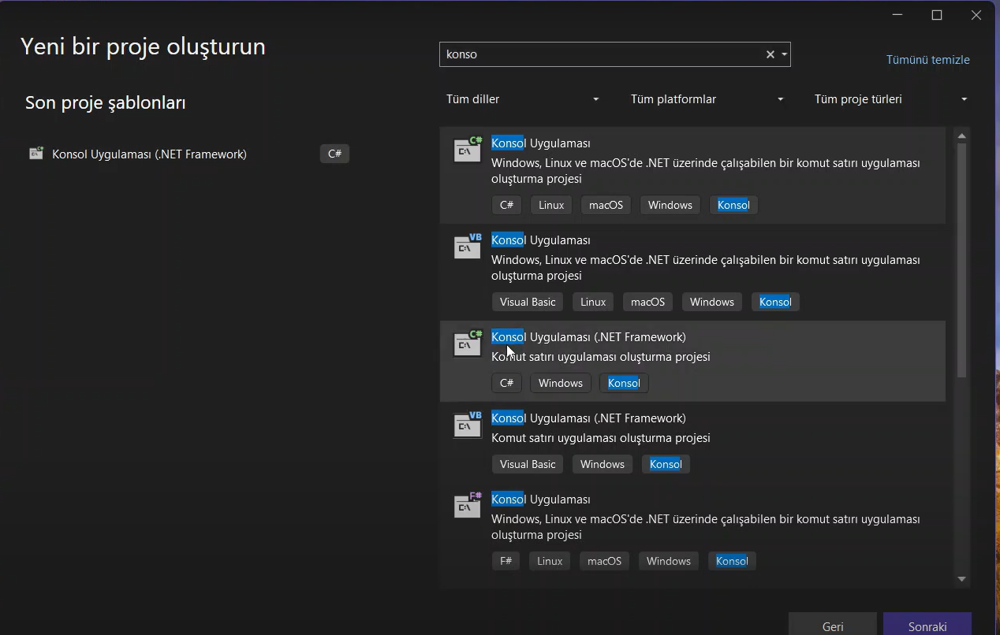 Yeni bir proje oluşturun
konso
Tümünü temizle
Son proje şablonları
Tüm diller
Tüm platformlar
Tüm proje türleri
Konsol Uygulaması (.NET Framework)
C#
C#
C:\
Konsol Uygulaması
Windows, Linux ve macOS'de .NET üzerinde çalışabilen bir komut satırı uygulaması
oluşturma projesi
C# Linux macOS Windows Konsol
VB
C:\
Konsol Uygulaması
Windows, Linux ve macOS'de .NET üzerinde çalışabilen bir komut satırı uygulaması
oluşturma projesi
Visual Basic Linux macOS Windows Konsol
C#
C:\
Konsol Uygulaması (.NET Framework)
Komut satırı uygulaması oluşturma projesi
C# Windows Konsol
VB
C:\
Konsol Uygulaması (.NET Framework)
Komut satırı uygulaması oluşturma projesi
Visual Basic Windows Konsol
F#
C:\
Konsol Uygulaması
Windows, Linux ve macOS'de .NET üzerinde çalışabilen bir komut satırı uygulaması
oluşturma projesi
F# Linux macOS Windows Konsol
Geri
Sonraki